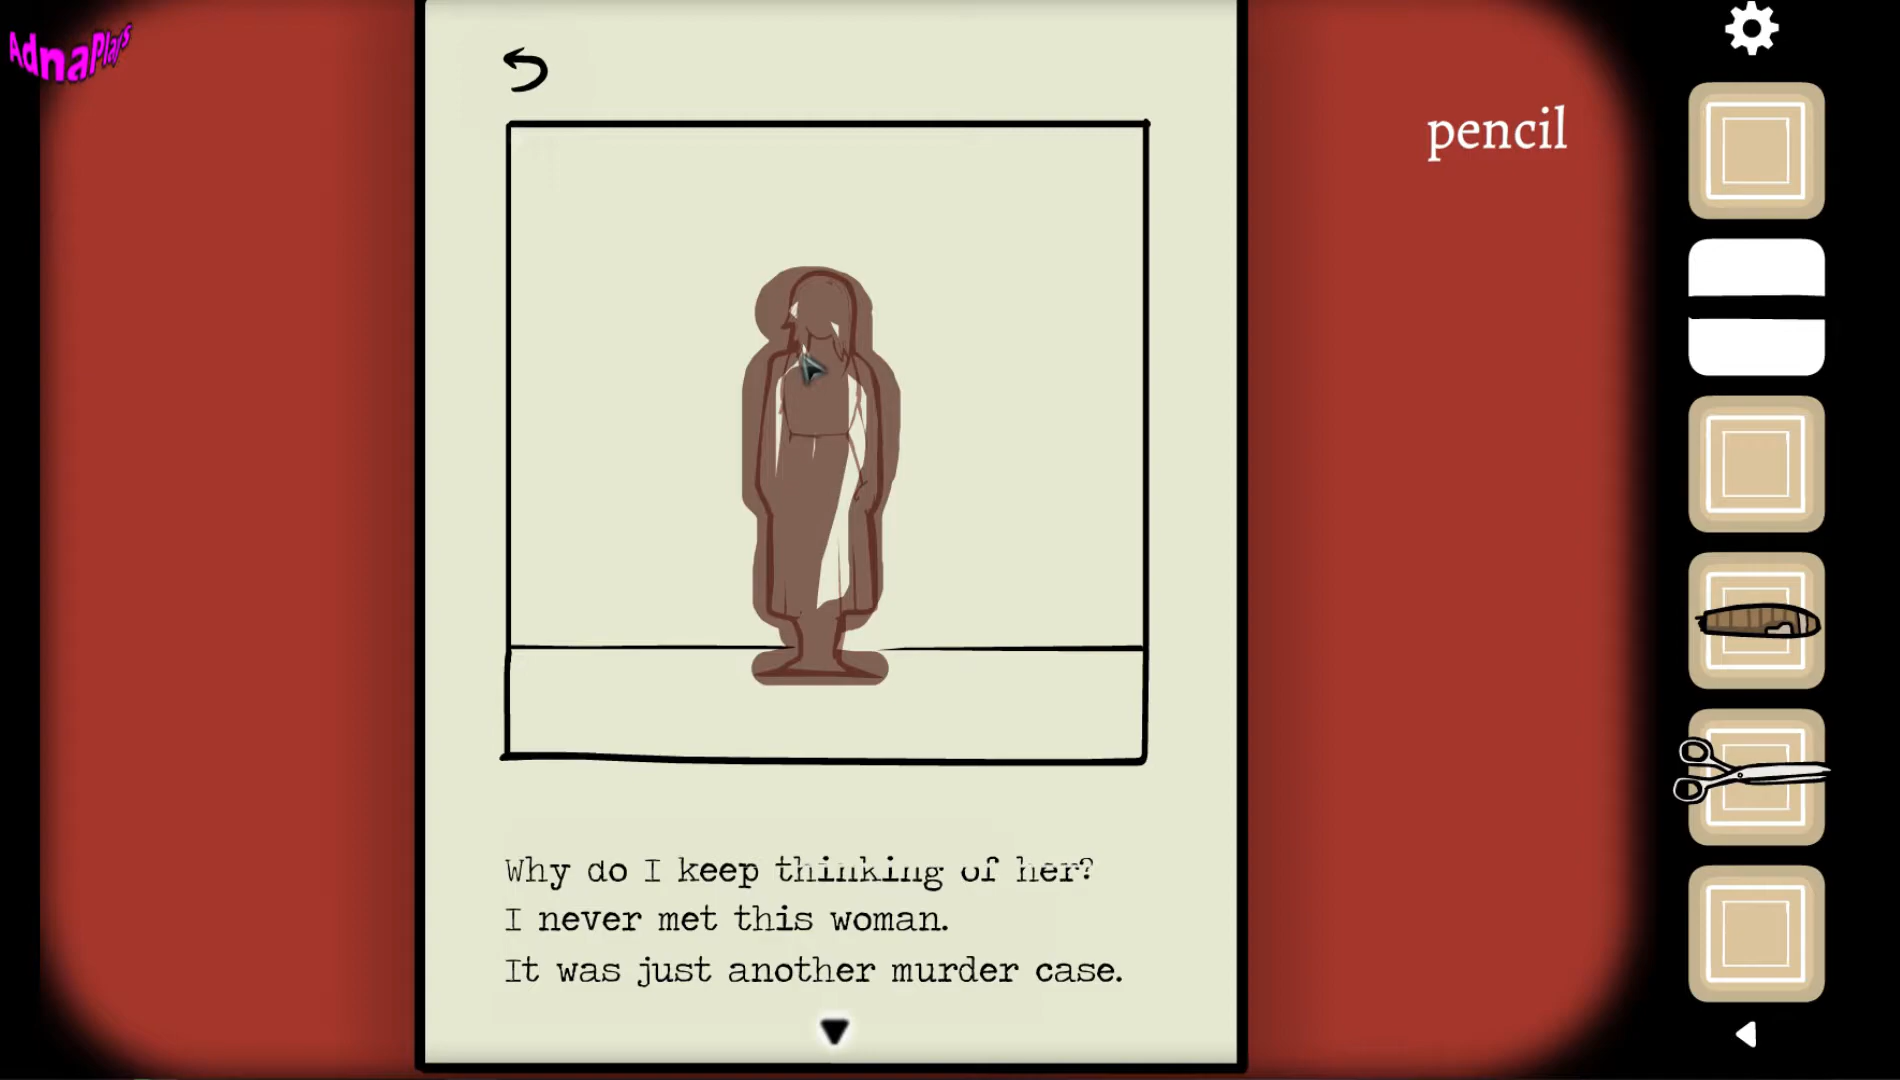 AdnaPlays
pencil
Why do I keep thinking of her?
I never met this woman.
It was just another murder case.